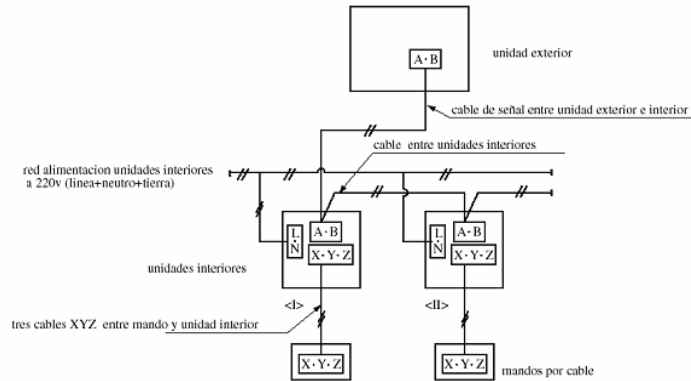 unidad exterior
A·B
cable de señal entre unidad exterior e interior
cable entre unidades interiores
red alimentacion unidades interiores
a 220v (linea+neutro+tierra)
L·N
A·B
X·Y·Z
L·N
A·B
X·Y·Z
unidades interiores
<I>
<II>
tres cables XYZ entre mando y unidad interior
X·Y·Z
X·Y·Z
mandos por cable